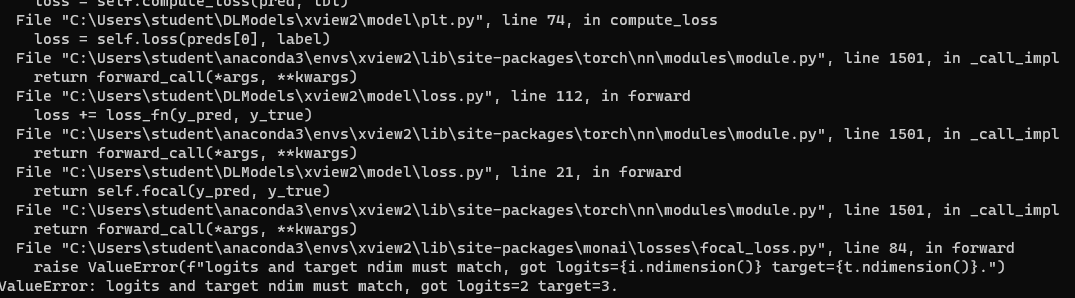 loss = self.compute_loss(pred, lbl)
File "C:\Users\student\DLModels\xview2\model\plt.py", line 74, in compute_loss
loss = self.loss(preds[0], label)
File "C:\Users\student\anaconda3\envs\xview2\lib\site-packages\torch\nn\modules\module.py", line 1501, in _call_impl
return forward_call(*args, **kwargs)
File "C:\Users\student\DLModels\xview2\model\loss.py", line 112, in forward
loss += loss_fn(y_pred, y_true)
File "C:\Users\student\anaconda3\envs\xview2\lib\site-packages\torch\nn\modules\module.py", line 1501, in _call_impl
return forward_call(*args, **kwargs)
File "C:\Users\student\DLModels\xview2\model\loss.py", line 21, in forward
return self.focal(y_pred, y_true)
File "C:\Users\student\anaconda3\envs\xview2\lib\site-packages\torch\nn\modules\module.py", line 1501, in _call_impl
return forward_call(*args, **kwargs)
File "C:\Users\student\anaconda3\envs\xview2\lib\site-packages\monai\losses\focal_loss.py", line 84, in forward
raise ValueError(f"logits and target ndim must match, got logits={i.ndimension()} target={t.ndimension()}.")
ValueError: logits and target ndim must match, got logits=2 target=3.